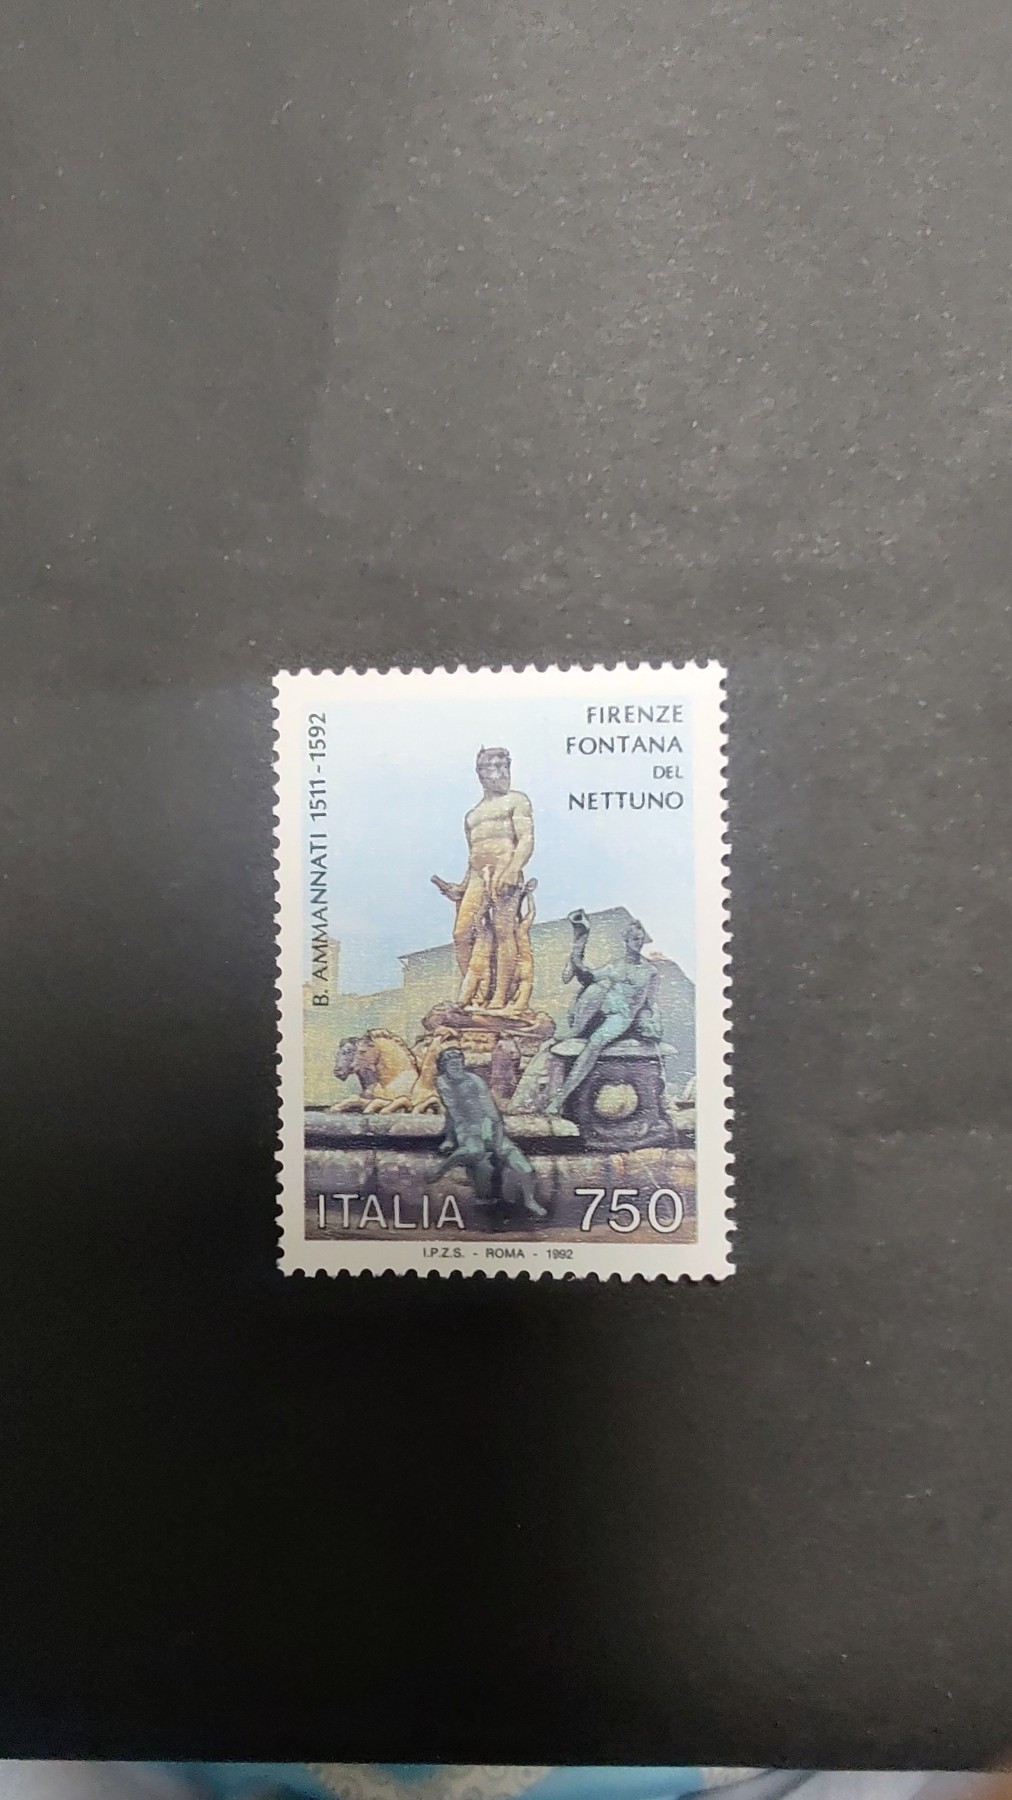 B. AMMANNATI 1511 - 1592
FIRENZE
FONTANA
DEL
NETTUNO
ITALIA 750
I.P.Z.S. - ROMA - 1992